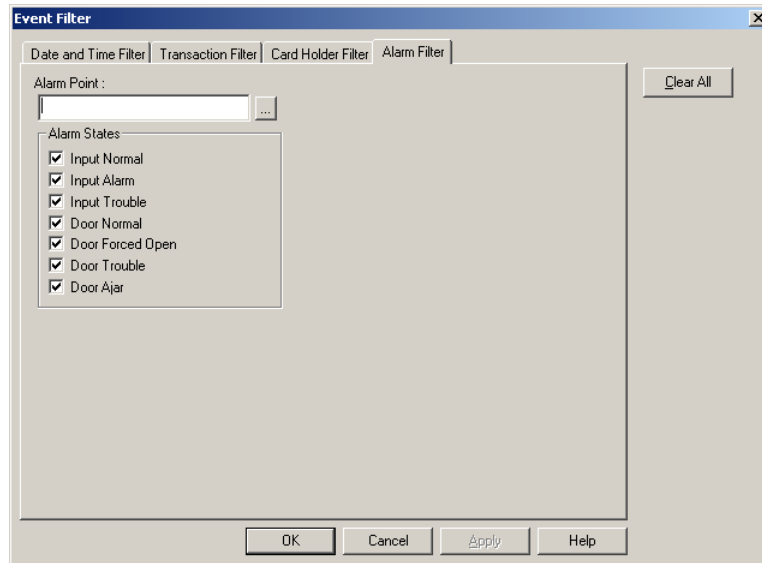 Event Filter
Date and Time Filter Transaction Filter Card Holder Filter Alarm Filter
Alarm Point :
...
Clear All
Alarm States
Input Normal
Input Alarm
Input Trouble
Door Normal
Door Forced Open
Door Trouble
Door Ajar
OK Cancel Apply Help